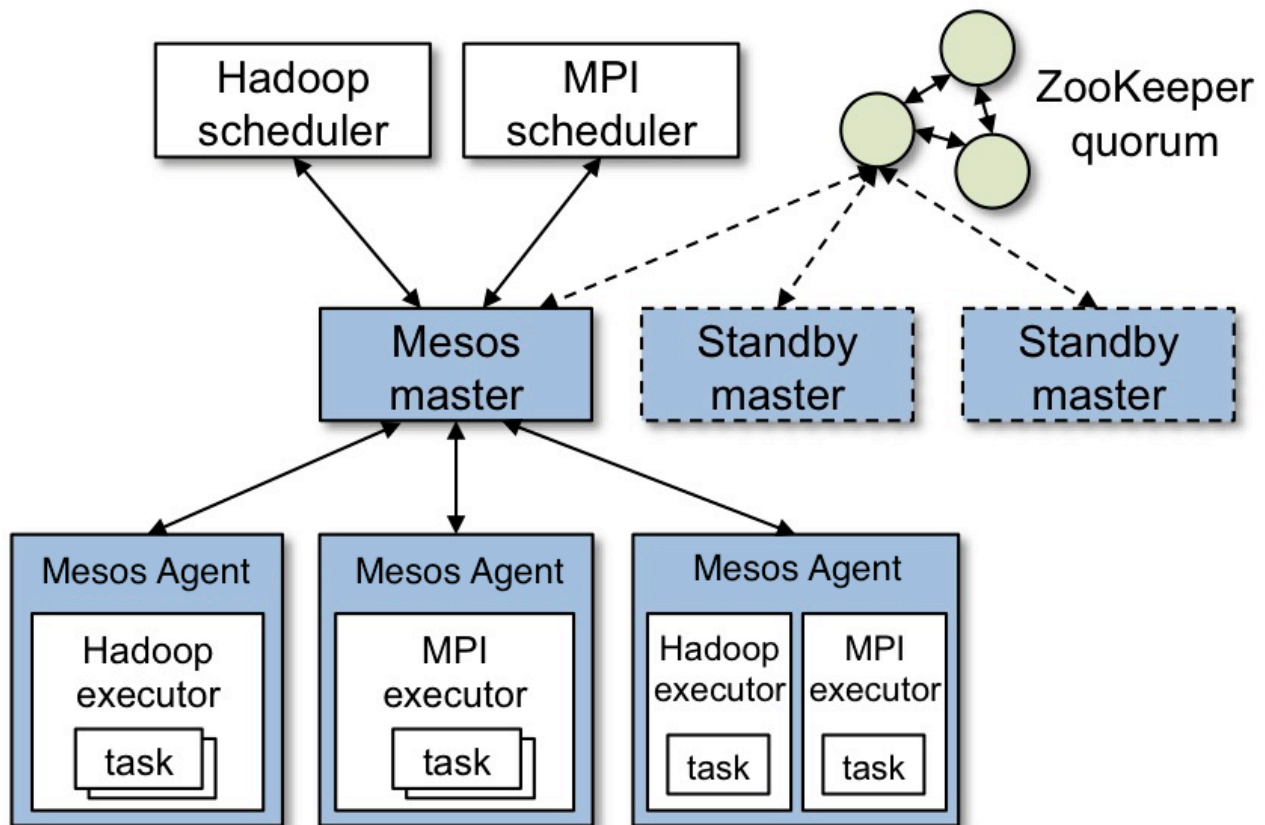 Hadoop
scheduler
MPI
scheduler
ZooKeeper
quorum
Mesos
master
Standby
master
Standby
master
Mesos Agent
Hadoop
executor
task
Mesos Agent
MPI
executor
task
Mesos Agent
Hadoop
executor
task
MPI
executor
task